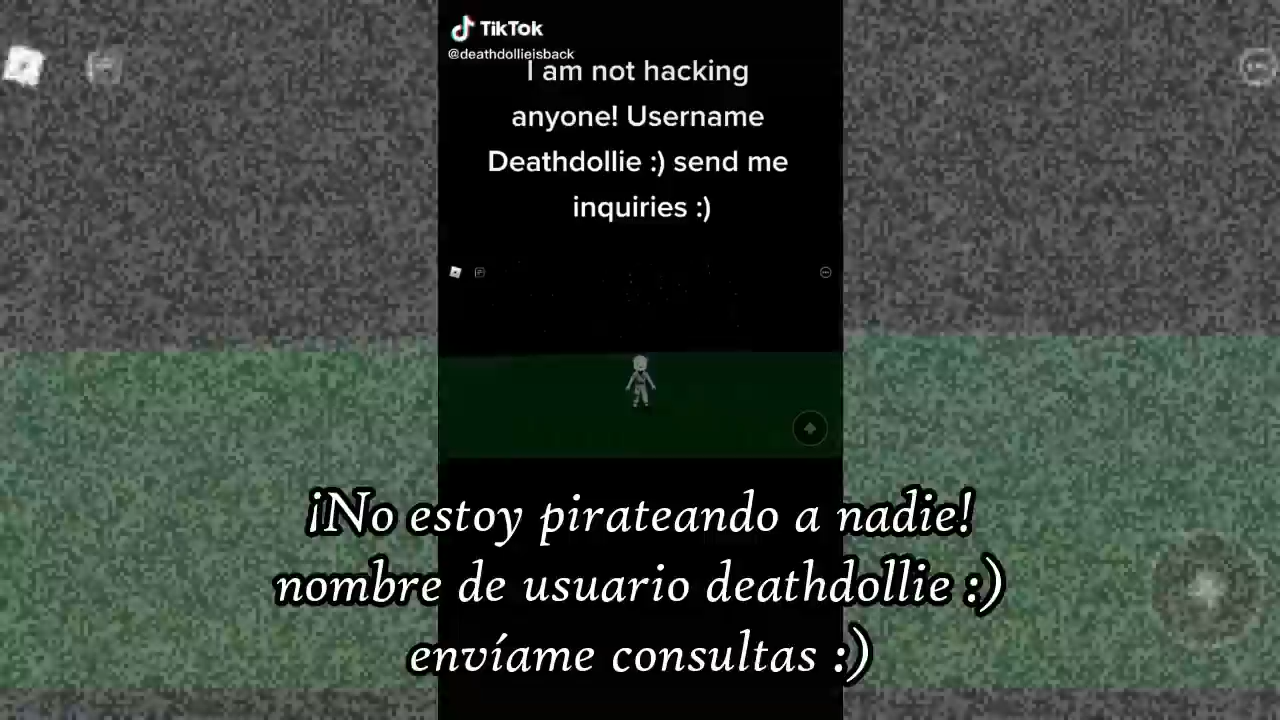 TikTok
@deathdollieisback
I am not hacking
anyone! Username
Deathdollie :) send me
inquiries :)
¡No estoy pirateando a nadie!
nombre de usuario deathdollie :)
envíame consultas :)